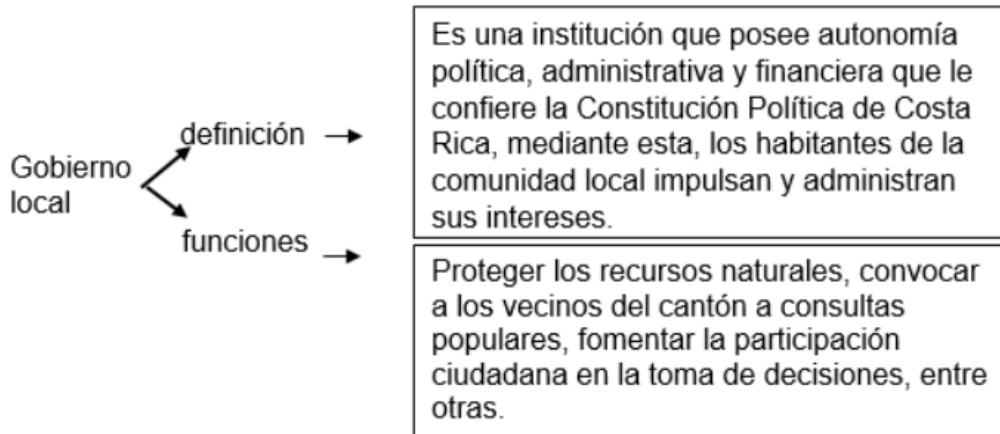 Gobierno
local
definición
Es una institución que posee autonomía
política, administrativa y financiera que le
confiere la Constitución Política de Costa
Rica, mediante esta, los habitantes de la
comunidad local impulsan y administran
sus intereses.
funciones
Proteger los recursos naturales, convocar
a los vecinos del cantón a consultas
populares, fomentar la participación
ciudadana en la toma de decisiones, entre
otras.